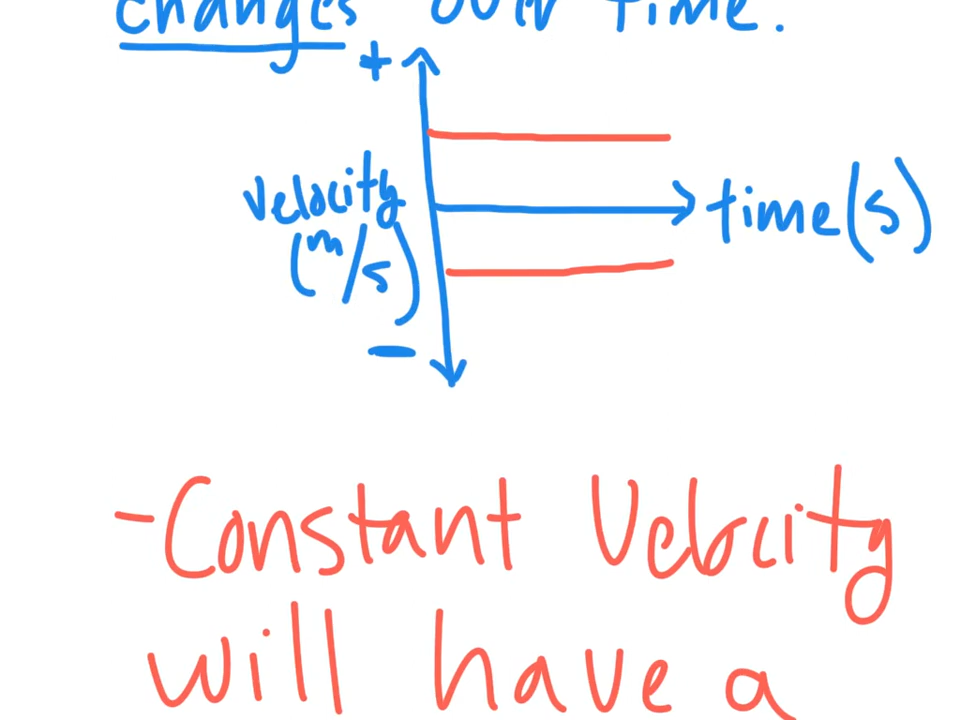 changes over time.
+
velocity
(m/s)
time(s)
-
-Constant Velocity
will have a